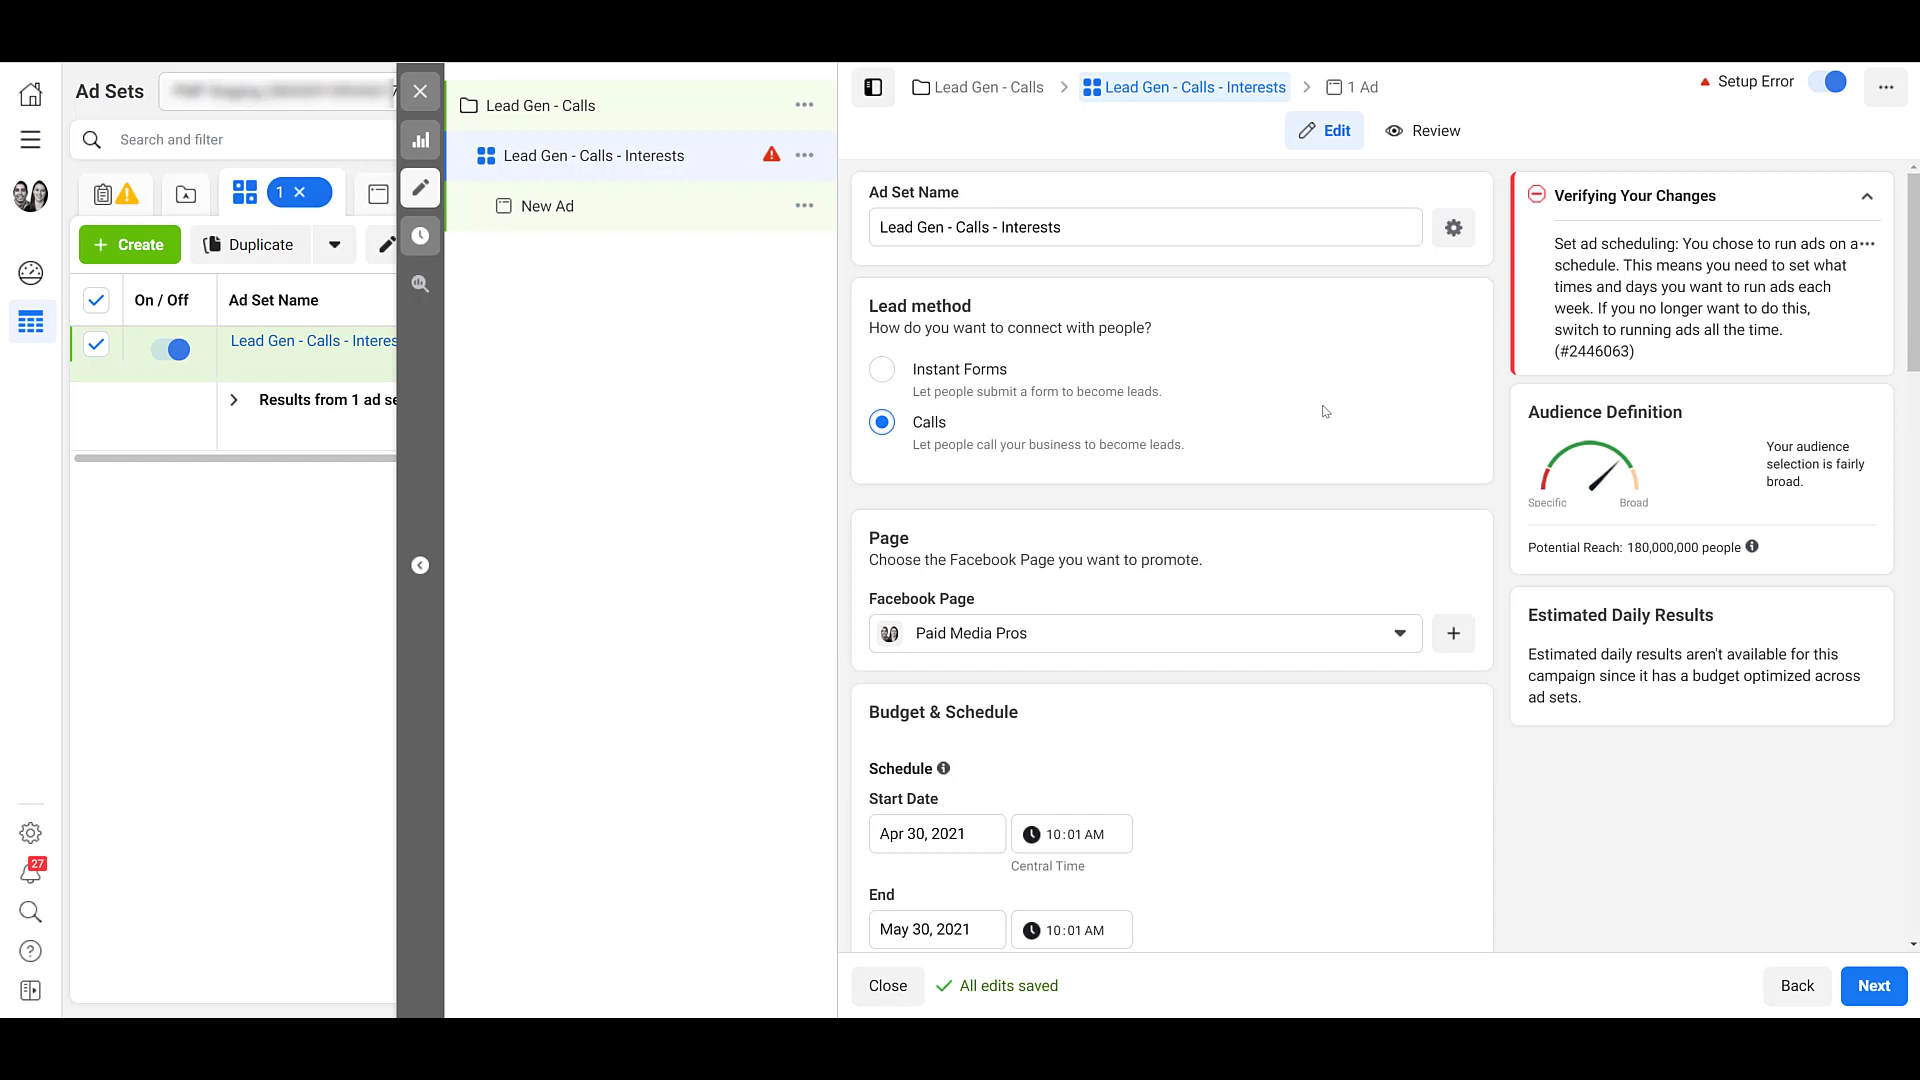 Ad Sets
Search and filter
1
Create
Duplicate
On / Off
Ad Set Name
Lead Gen - Calls - Interes
Results from 1 ad se
27
Lead Gen - Calls
Lead Gen - Calls - Interests
New Ad
Lead Gen - Calls
Lead Gen - Calls - Interests
1 Ad
Setup Error
Edit
Review
Ad Set Name
Lead Gen - Calls - Interests
Lead method
How do you want to connect with people?
Instant Forms
Let people submit a form to become leads.
Calls
Let people call your business to become leads.
Page
Choose the Facebook Page you want to promote.
Facebook Page
Paid Media Pros
Budget & Schedule
Schedule
Start Date
Apr 30, 2021
10:01 AM
Central Time
End
May 30, 2021
10:01 AM
Verifying Your Changes
Set ad scheduling: You chose to run ads on a
schedule. This means you need to set what
times and days you want to run ads each
week. If you no longer want to do this,
switch to running ads all the time.
(#2446063)
Audience Definition
Specific
Broad
Your audience
selection is fairly
broad.
Potential Reach: 180,000,000 people
Estimated Daily Results
Estimated daily results aren't available for this
campaign since it has a budget optimized across
ad sets.
Close
All edits saved
Back
Next